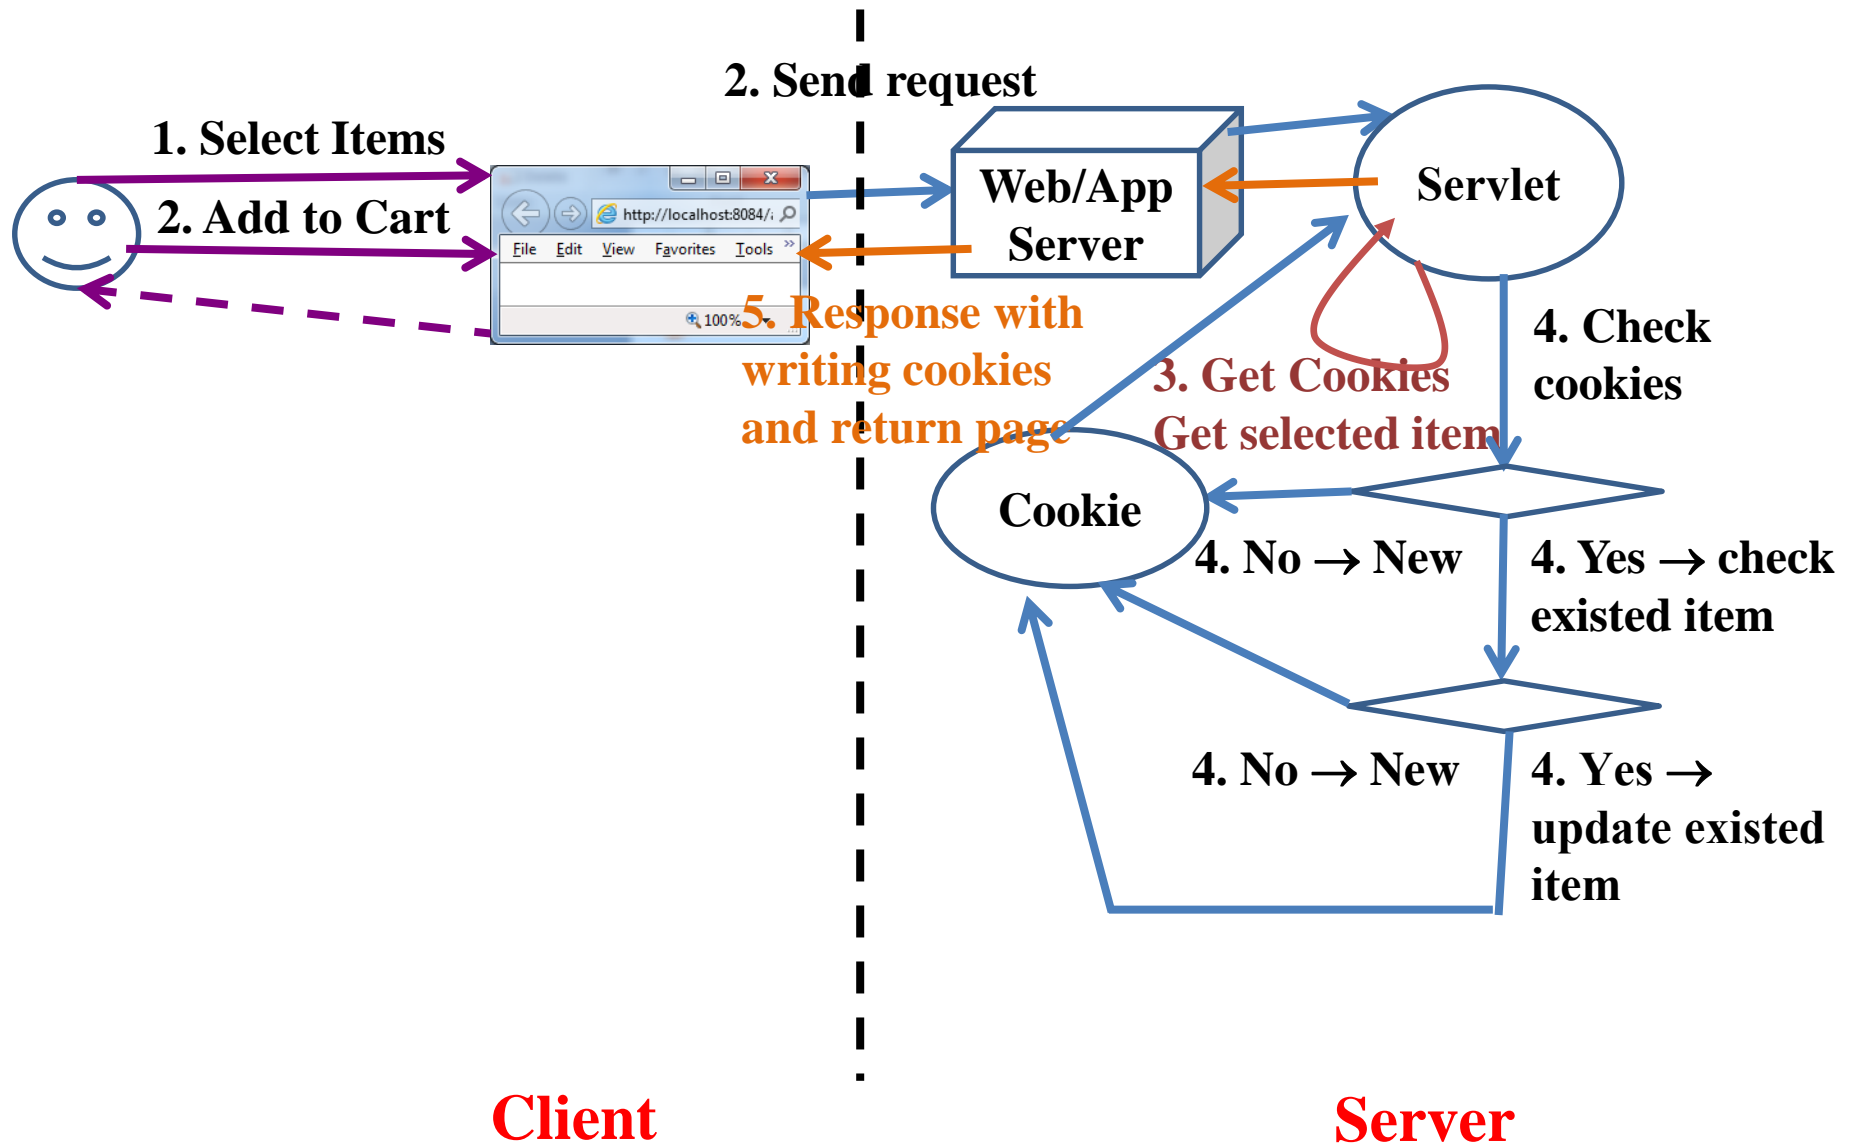 2. Send request
1. Select Items
2. Add to Cart
http://localhost:8084/
File Edit View Favorites Tools »
100%
Web/App
Server
Servlet
5. Response with
writing cookies
and return page
3. Get Cookies
Get selected item
4. Check
cookies
Cookie
4. No → New
4. Yes → check
existed item
4. No → New
4. Yes →
update existed
item
Client
Server